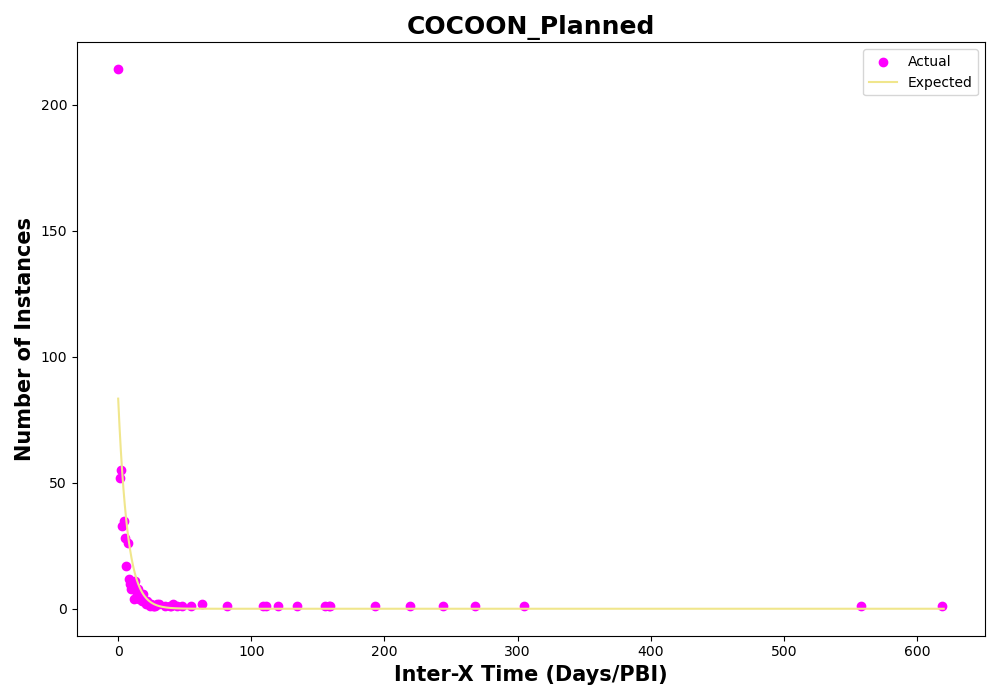 COCOON_Planned
Actual
Expected
200
150
100
50
0
Number of Instances
0 100 200 300 400 500 600
Inter-X Time (Days/PBI)